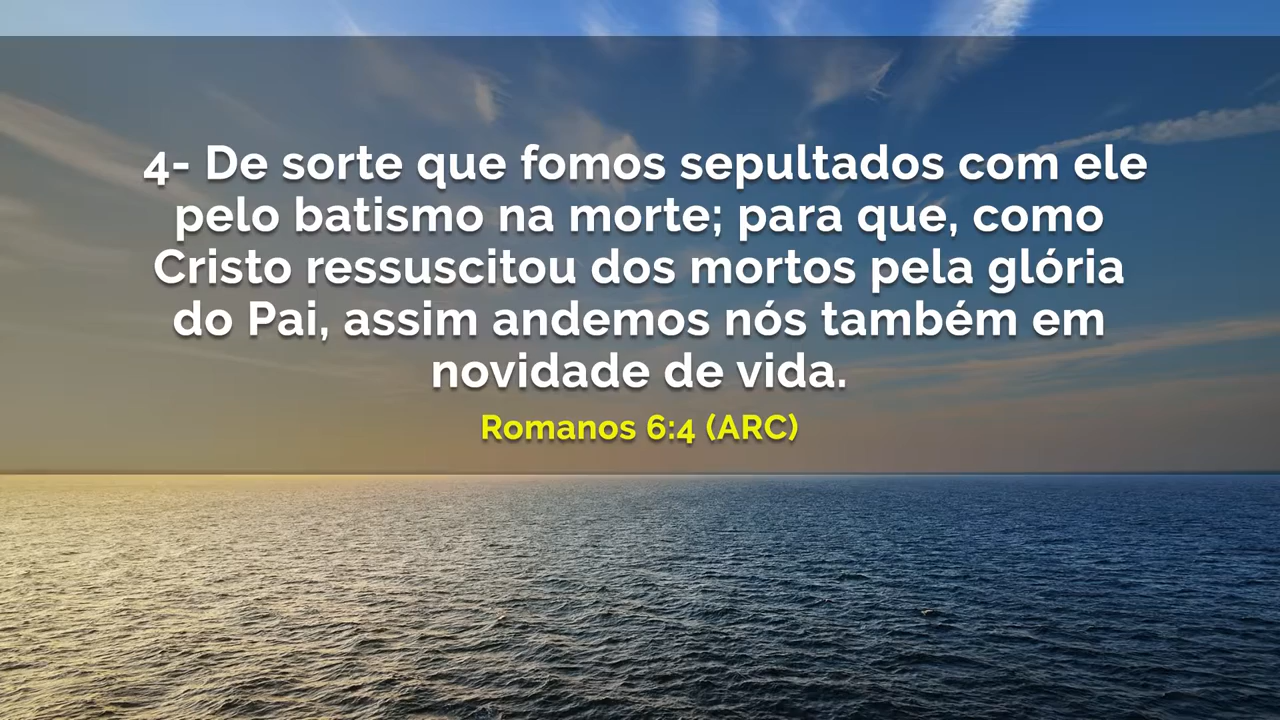 4- De sorte que fomos sepultados com ele
pelo batismo na morte; para que, como
Cristo ressuscitou dos mortos pela glória
do Pai, assim andemos nós também em
novidade de vida.
Romanos 6:4 (ARC)